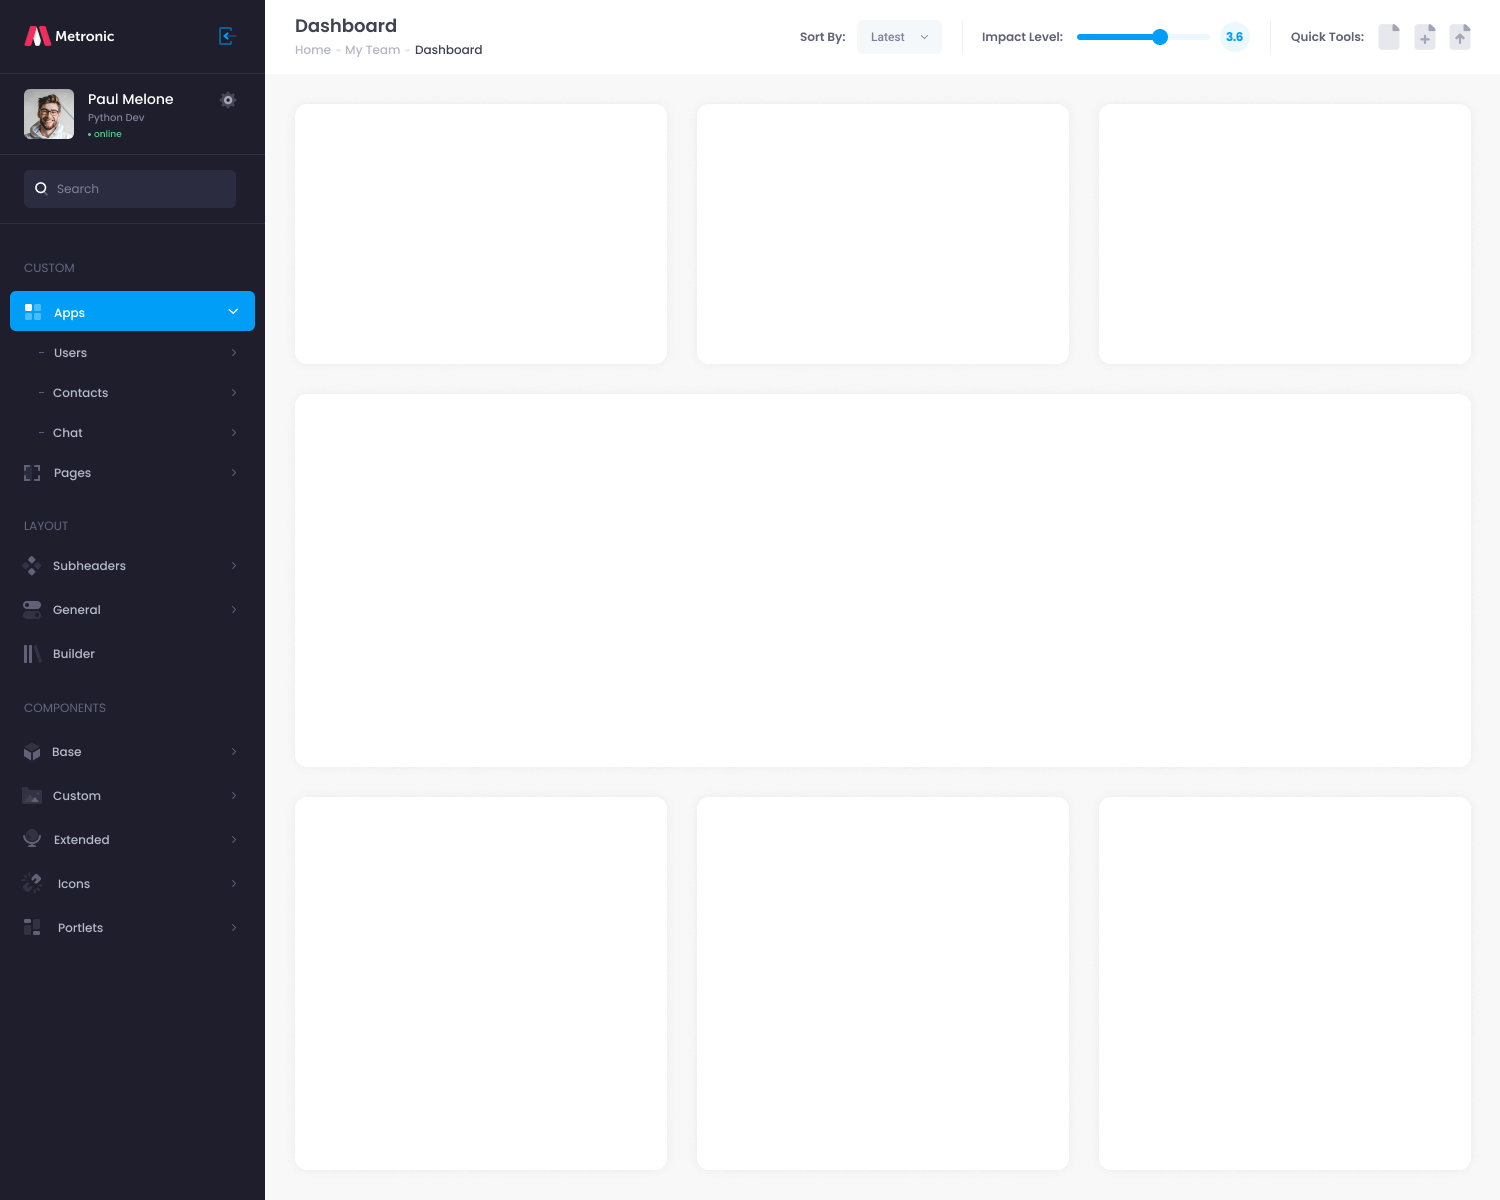 Metronic
Paul Melone
Python Dev
• online
Search
CUSTOM
Apps
- Users
- Contacts
- Chat
Pages
LAYOUT
Subheaders
General
Builder
COMPONENTS
Base
Custom
Extended
Icons
Portlets
Dashboard
Home - My Team - Dashboard
Sort By: Latest
Impact Level: 3.6
Quick Tools: